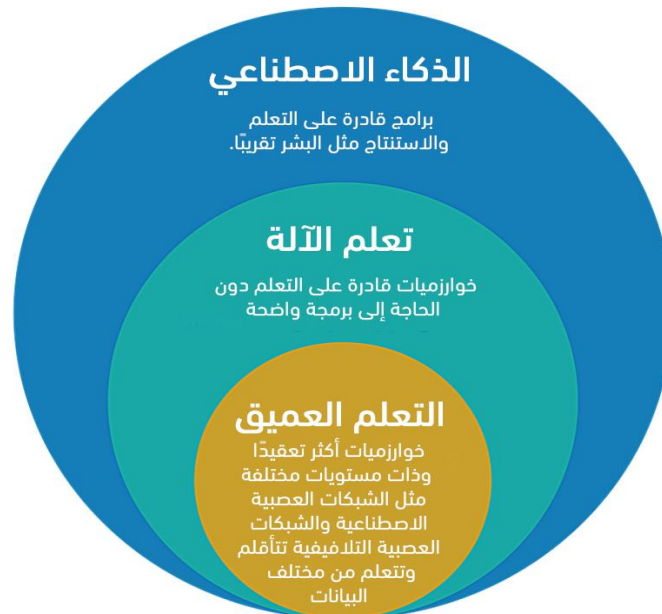 الذكاء الاصطناعي
برامج قادرة على التعلم
والاستنتاج مثل البشر تقريبًا.
تعلم الآلة
خوارزميات قادرة على التعلم دون
الحاجة إلى برمجة واضحة
التعلم العميق
خوارزميات أكثر تعقيدًا
وذات مستويات مختلفة
مثل الشبكات العصبية
الاصطناعية والشبكات
العصبية التلافيفية تتأقلم
وتتعلم من مختلف
البيانات